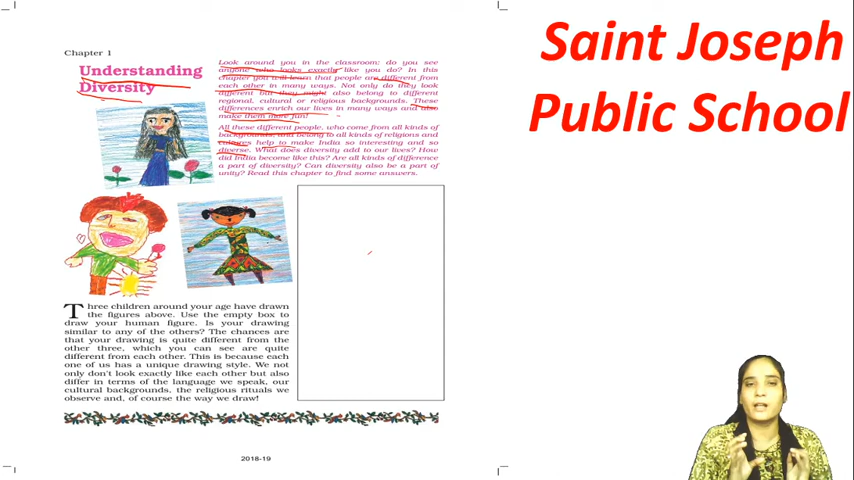 Chapter 1
Understanding
Diversity
Look around you in the classroom: do you see
anyone who looks exactly like you do? In this
chapter you will learn that people are different from
each other in many ways. Not only do they look
different but they might also belong to different
regional, cultural or religious backgrounds. These
differences enrich our lives in many ways and also
make them more fun!
All these different people, who come from all kinds of
backgrounds, and belong to all kinds of religions and
cultures help to make India so interesting and so
diverse. What does diversity add to our lives? How
did India become like this? Are all kinds of difference
a part of diversity? Can diversity also be a part of
unity? Read this chapter to find some answers.
Three children around your age have drawn
the figures above. Use the empty box to
draw your human figure. Is your drawing
similar to any of the others? The chances are
that your drawing is quite different from the
other three, which you can see are quite
different from each other. This is because each
one of us has a unique drawing style. We not
only don't look exactly like each other but also
differ in terms of the language we speak, our
cultural backgrounds, the religious rituals we
observe and, of course the way we draw!
2018-19
Saint Joseph
Public School